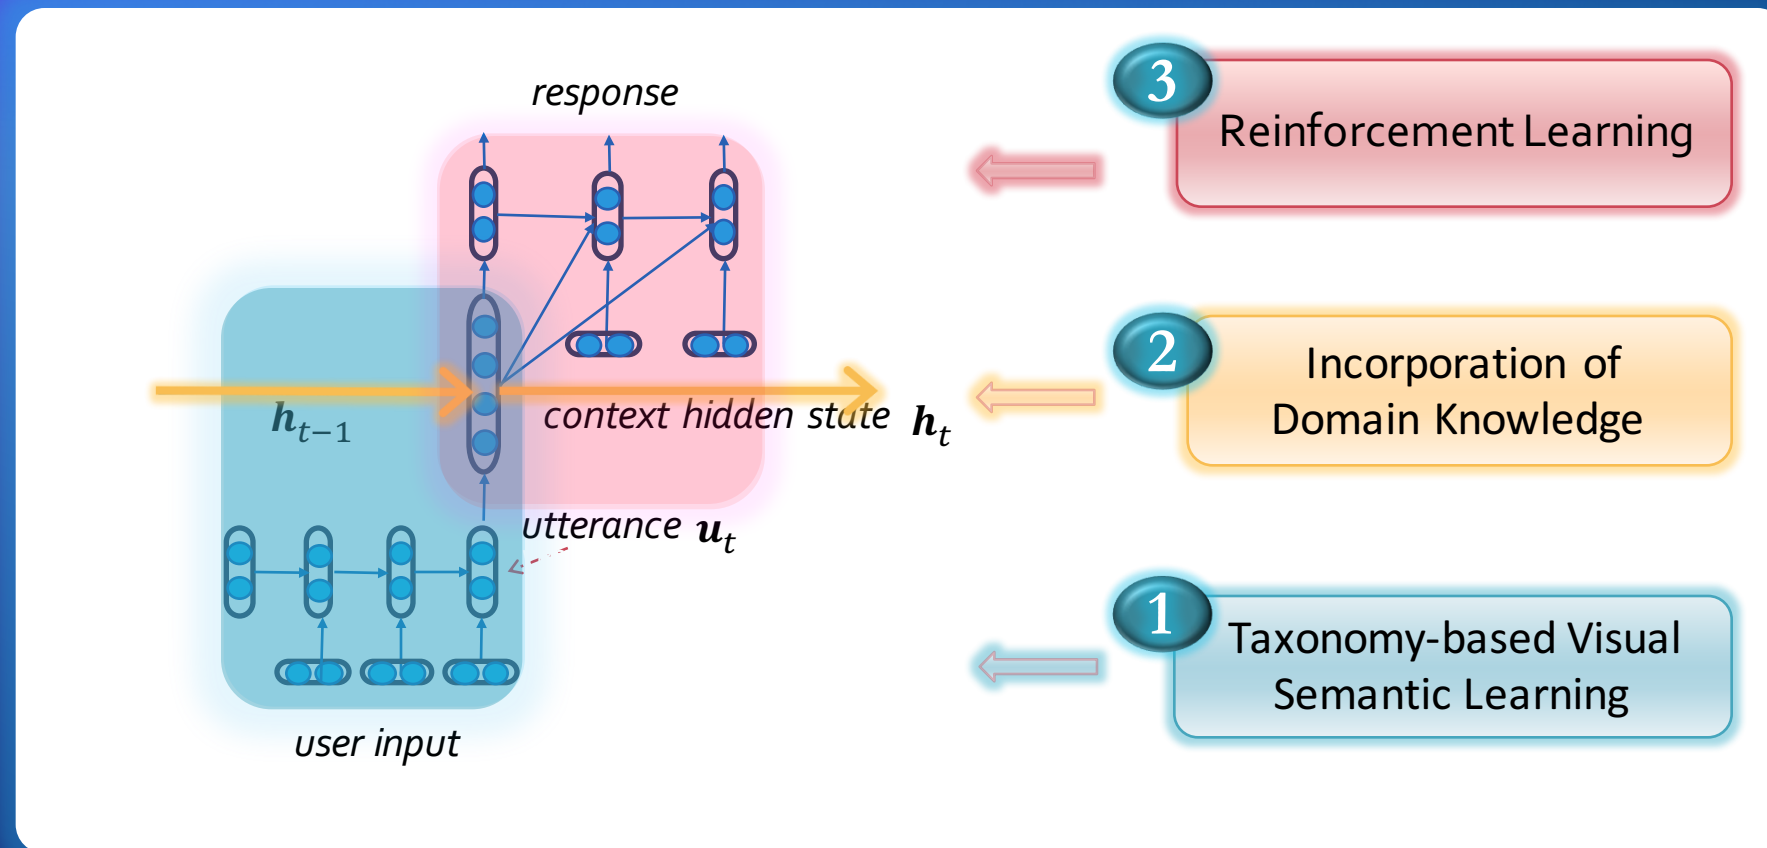 response
3
Reinforcement Learning
2
Incorporation of
Domain Knowledge
h_{t−1}
context hidden state h_t
utterance u_t
1
Taxonomy-based Visual
Semantic Learning
user input